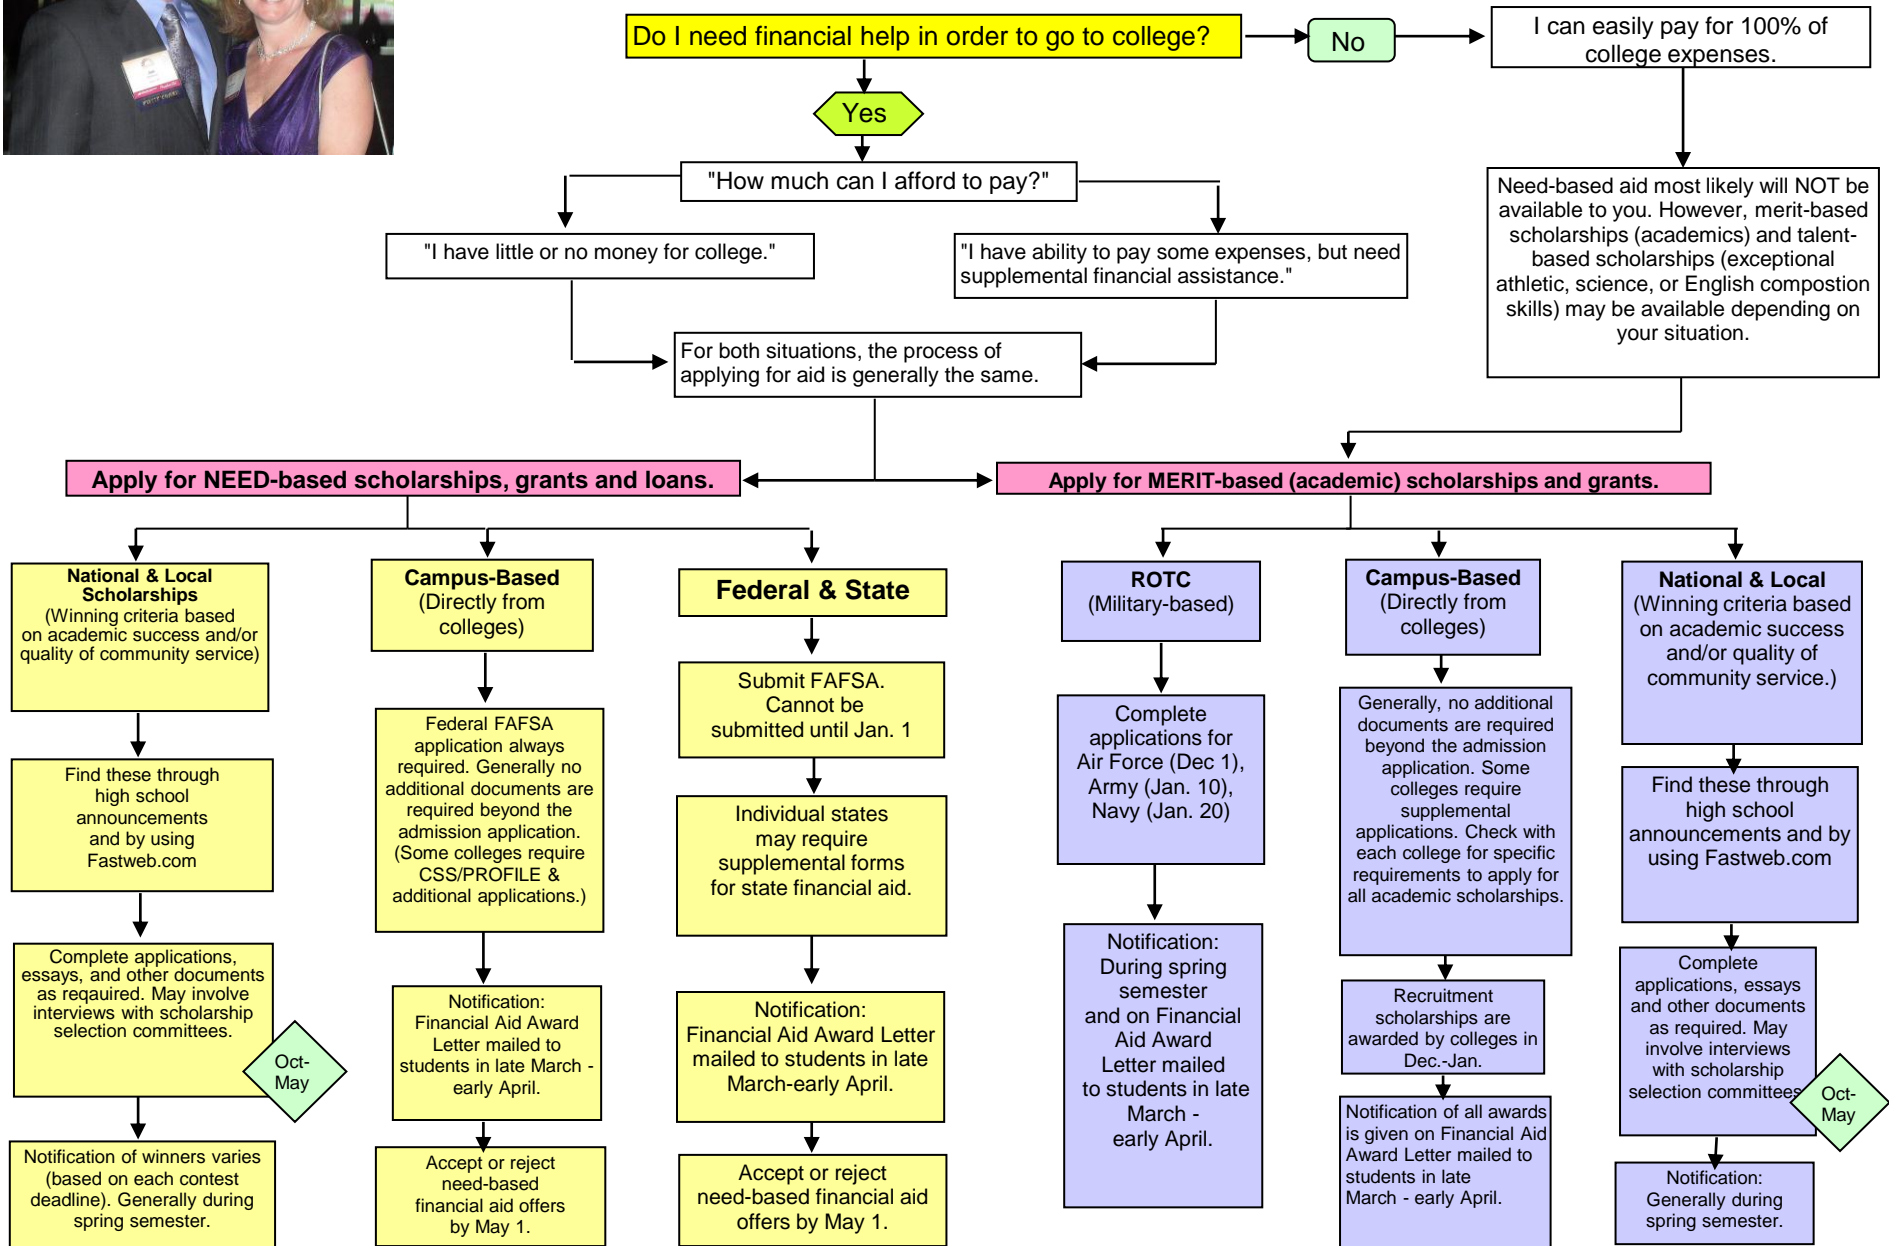 Do I need financial help in order to go to college?
No
I can easily pay for 100% of
college expenses.
Yes
"How much can I afford to pay?"
"I have little or no money for college."
"I have ability to pay some expenses, but need
supplemental financial assistance."
Need-based aid most likely will NOT be
available to you. However, merit-based
scholarships (academics) and talent-
based scholarships (exceptional
athletic, science, or English compostion
skills) may be available depending on
your situation.
For both situations, the process of
applying for aid is generally the same.
Apply for NEED-based scholarships, grants and loans.
Apply for MERIT-based (academic) scholarships and grants.
National & Local
Scholarships
(Winning criteria based
on academic success and/or
quality of community service)
Find these through
high school
announcements
and by using
Fastweb.com
Complete applications,
essays, and other documents
as reqauired. May involve
interviews with scholarship
selection committees.
Oct-
May
Notification of winners varies
(based on each contest
deadline). Generally during
spring semester.
Campus-Based
(Directly from
colleges)
Federal FAFSA
application always
required. Generally no
additional documents are
required beyond the
admission application.
(Some colleges require
CSS/PROFILE &
additional applications.)
Notification:
Financial Aid Award
Letter mailed to
students in late March -
early April.
Accept or reject
need-based
financial aid offers
by May 1.
Federal & State
Submit FAFSA.
Cannot be
submitted until Jan. 1
Individual states
may require
supplemental forms
for state financial aid.
Notification:
Financial Aid Award Letter
mailed to students in late
March-early April.
Accept or reject
need-based financial aid
offers by May 1.
ROTC
(Military-based)
Complete
applications for
Air Force (Dec 1),
Army (Jan. 10),
Navy (Jan. 20)
Notification:
During spring
semester
and on Financial
Aid Award
Letter mailed
to students in late
March -
early April.
Campus-Based
(Directly from
colleges)
Generally, no additional
documents are required
beyond the admission
application. Some
colleges require
supplemental
applications. Check with
each college for specific
requirements to apply for
all academic scholarships.
Recruitment
scholarships are
awarded by colleges in
Dec.-Jan.
Notification of all awards
is given on Financial Aid
Award Letter mailed to
students in late
March - early April.
National & Local
(Winning criteria based
on academic success
and/or quality of
community service.)
Find these through
high school
announcements and by
using Fastweb.com
Complete
applications, essays
and other documents
as required. May
involve interviews
with scholarship
selection committees
Oct-
May
Notification:
Generally during
spring semester.